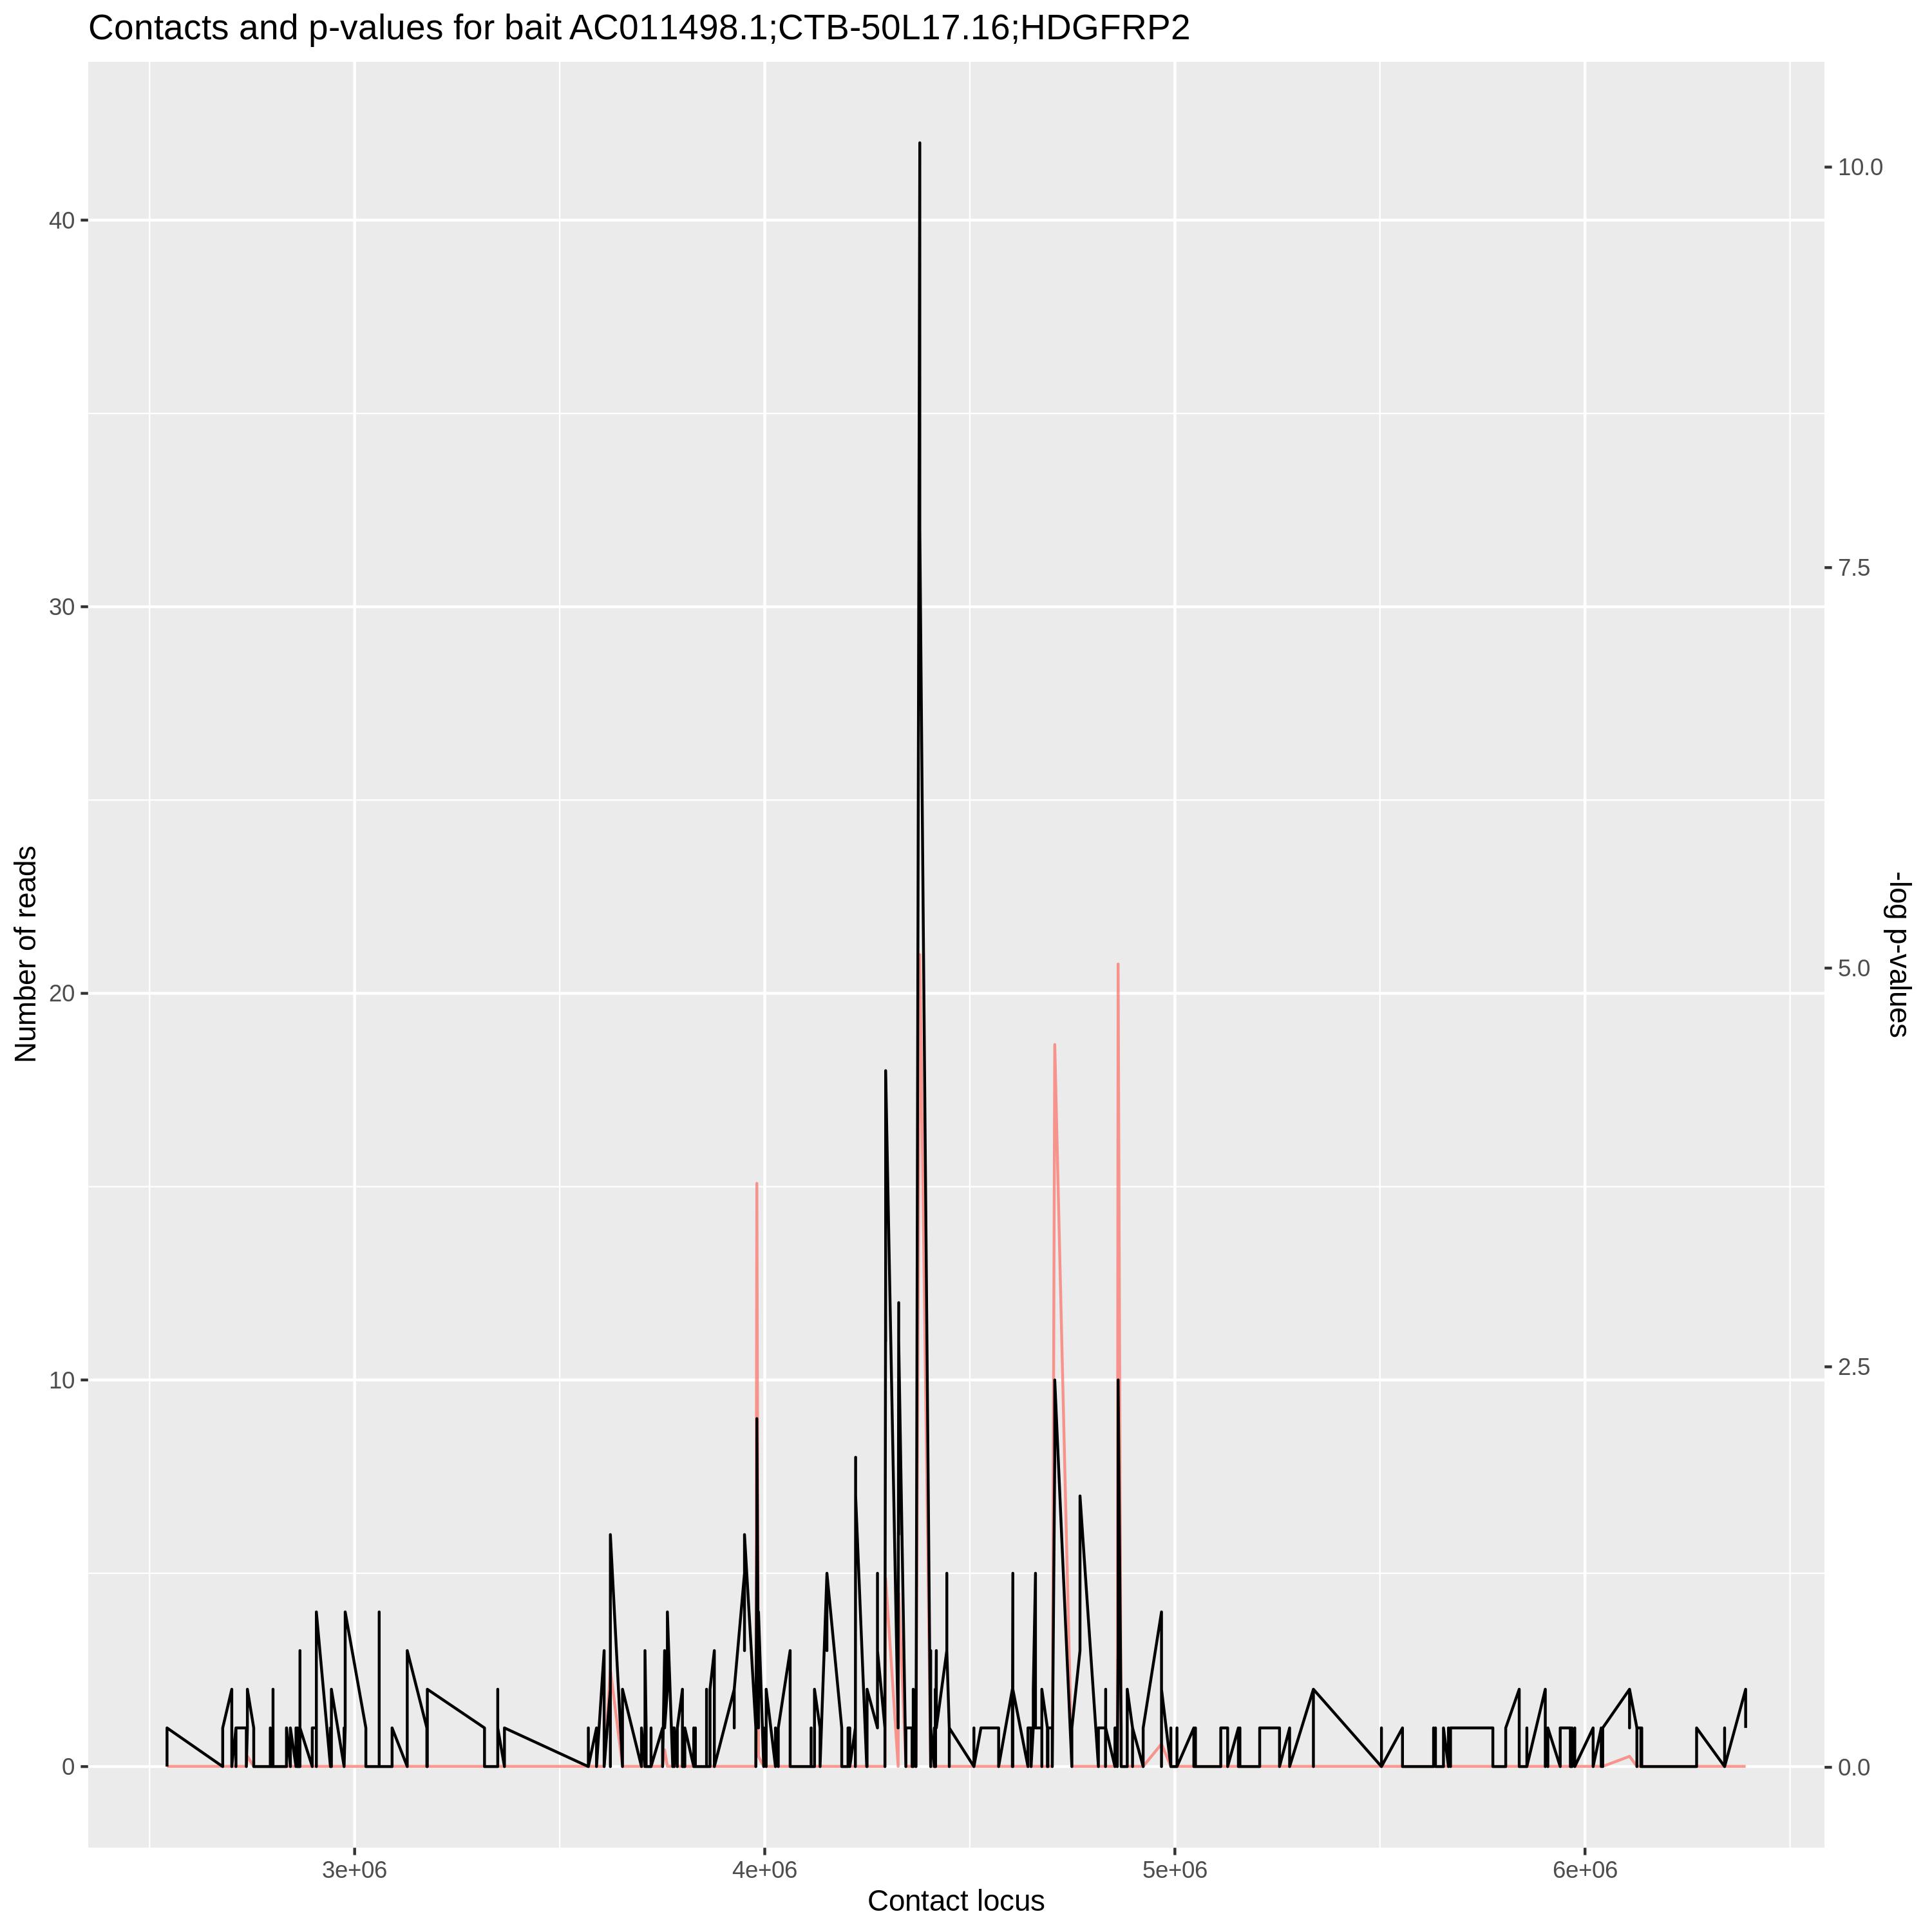 Contacts and p-values for bait AC011498.1;CTB-50L17.16;HDGFRP2
40
30
20
10
0
Number of reads
10.0
7.5
5.0
2.5
0.0
-log p-values
3e+06
4e+06
5e+06
6e+06
Contact locus